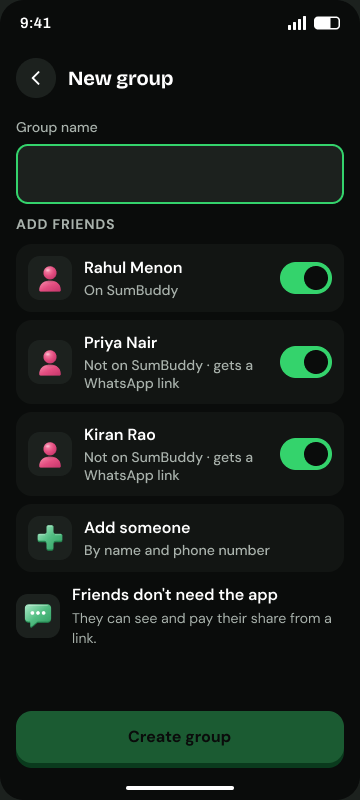 9:41
New group
Group name
ADD FRIENDS
Rahul Menon
On SumBuddy
Priya Nair
Not on SumBuddy · gets a
WhatsApp link
Kiran Rao
Not on SumBuddy · gets a
WhatsApp link
Add someone
By name and phone number
Friends don't need the app
They can see and pay their share from a
link.
Create group